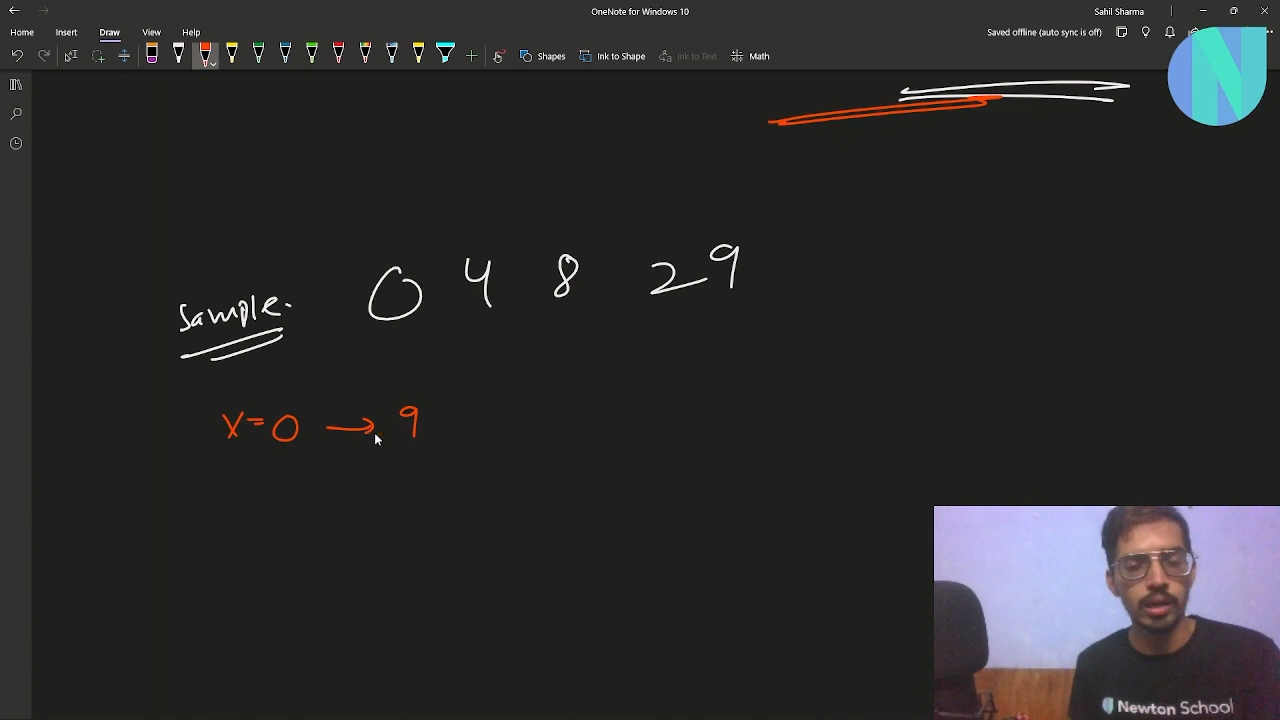 OneNote for Windows 10
Sahil Sharma
Home Insert Draw View Help
Saved offline (auto sync is off)
Shapes Ink to Shape Ink to Text Math
Sample. 0 4 8 29
x=0 → 9
Newton School